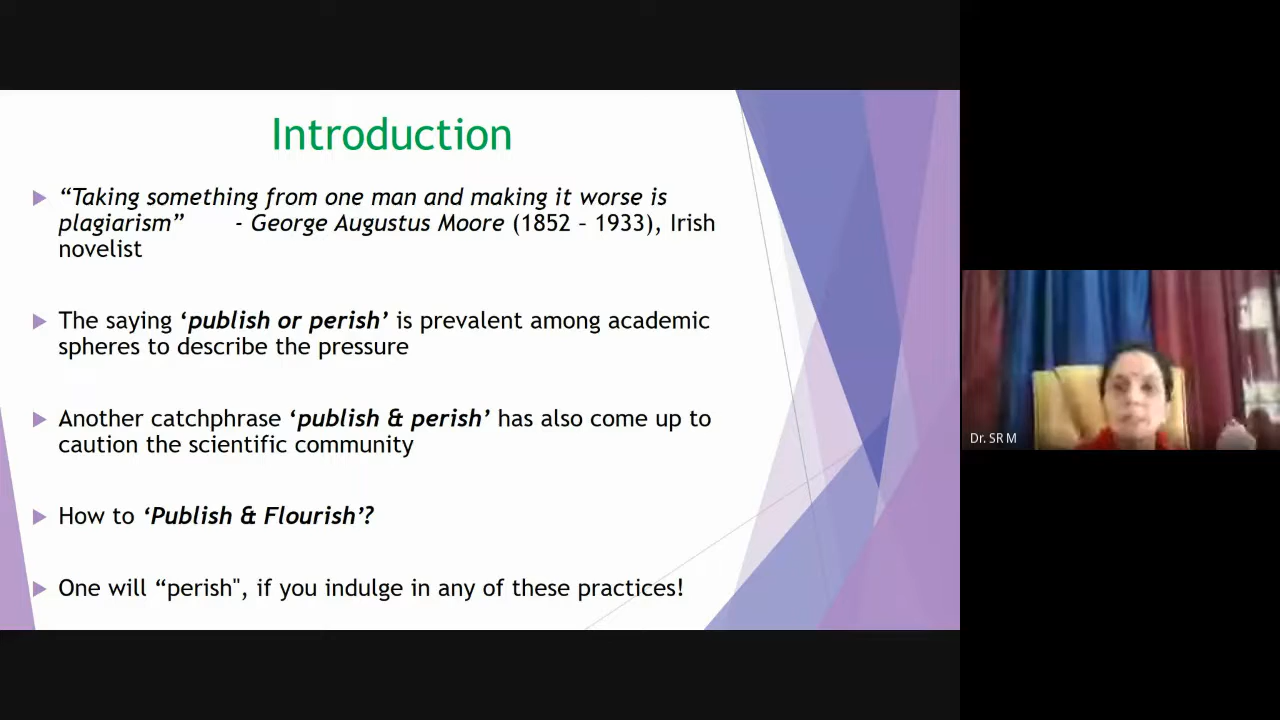 Introduction
“Taking something from one man and making it worse is
plagiarism” - George Augustus Moore (1852 – 1933), Irish
novelist
The saying ‘publish or perish’ is prevalent among academic
spheres to describe the pressure
Another catchphrase ‘publish & perish’ has also come up to
caution the scientific community
How to ‘Publish & Flourish’?
One will “perish", if you indulge in any of these practices!
Dr. SR M